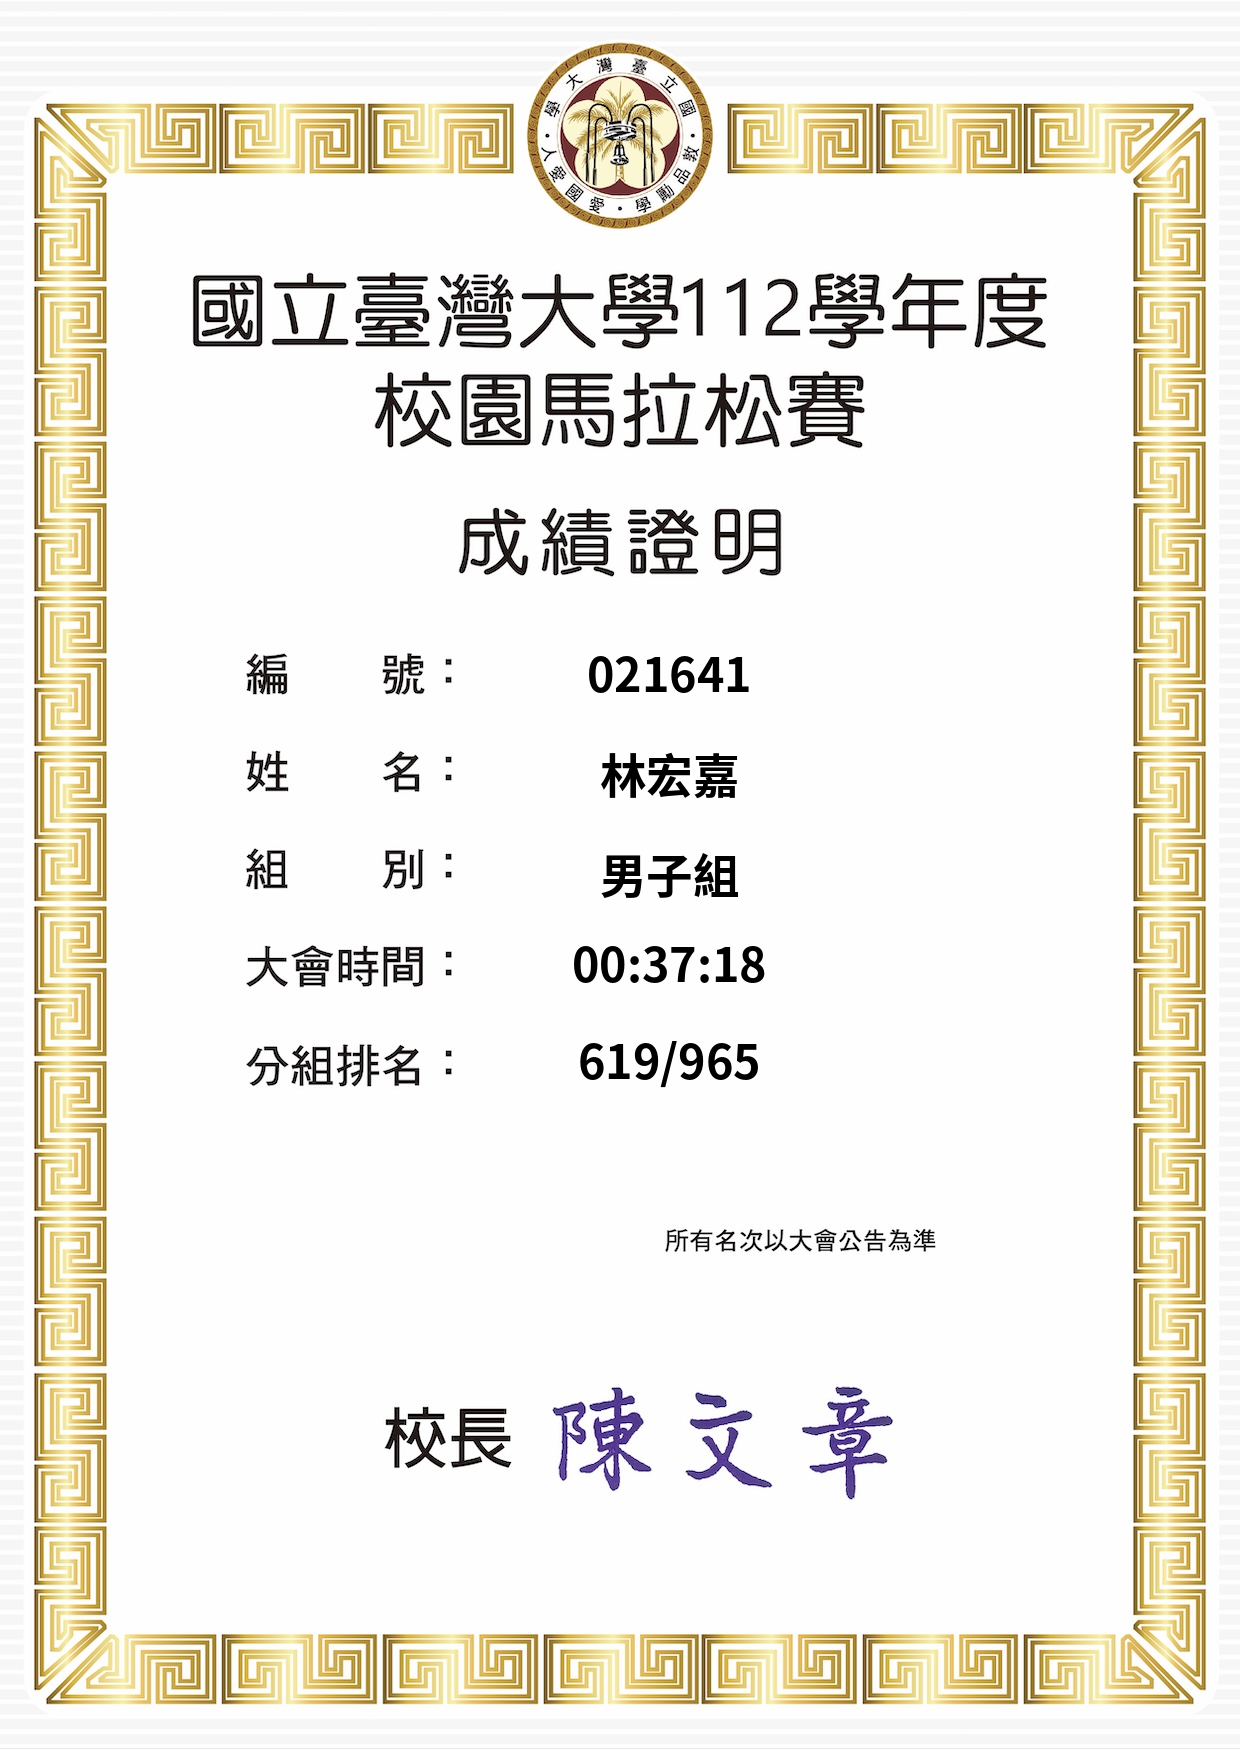 國立臺灣大學
敦品勵學·愛國愛人
國立臺灣大學112學年度
校園馬拉松賽
成績證明
編號： 021641
姓名： 林宏嘉
組別： 男子組
大會時間： 00:37:18
分組排名： 619/965
所有名次以大會公告為準
校長 陳文章